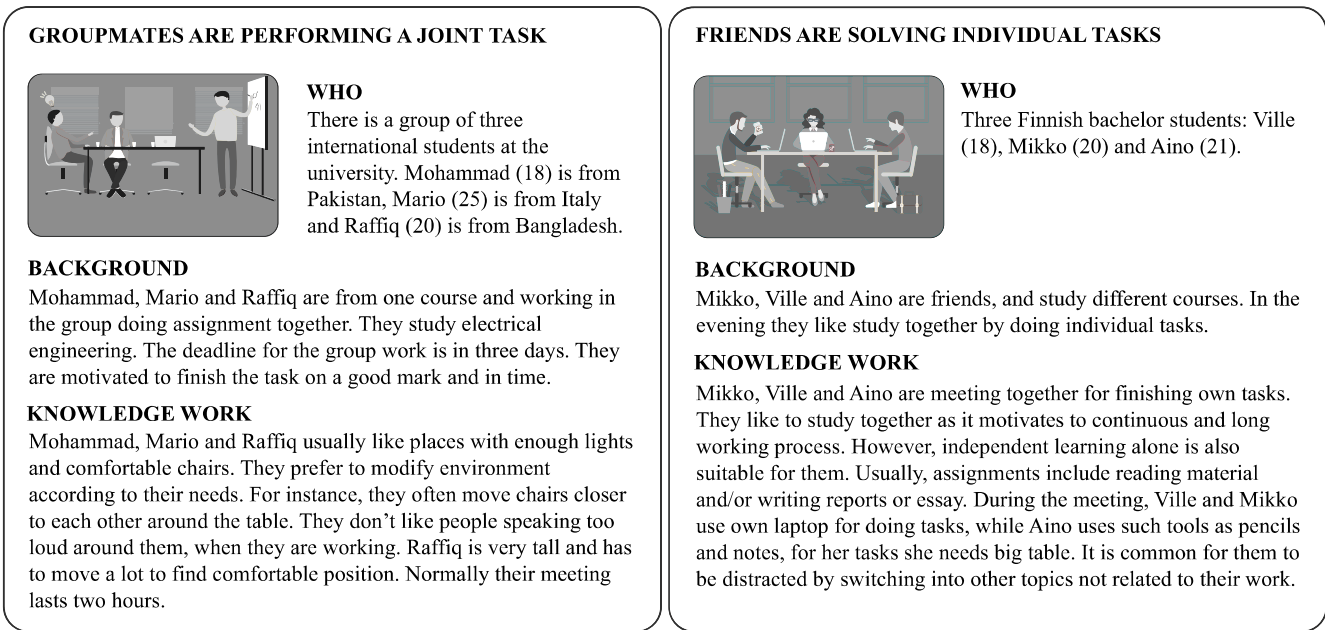 GROUPMATES ARE PERFORMING A JOINT TASK
WHO
There is a group of three
international students at the
university. Mohammad (18) is from
Pakistan, Mario (25) is from Italy
and Raffiq (20) is from Bangladesh.
BACKGROUND
Mohammad, Mario and Raffiq are from one course and working in
the group doing assignment together. They study electrical
engineering. The deadline for the group work is in three days. They
are motivated to finish the task on a good mark and in time.
KNOWLEDGE WORK
Mohammad, Mario and Raffiq usually like places with enough lights
and comfortable chairs. They prefer to modify environment
according to their needs. For instance, they often move chairs closer
to each other around the table. They don't like people speaking too
loud around them, when they are working. Raffiq is very tall and has
to move a lot to find comfortable position. Normally their meeting
lasts two hours.
FRIENDS ARE SOLVING INDIVIDUAL TASKS
WHO
Three Finnish bachelor students: Ville
(18), Mikko (20) and Aino (21).
BACKGROUND
Mikko, Ville and Aino are friends, and study different courses. In the
evening they like study together by doing individual tasks.
KNOWLEDGE WORK
Mikko, Ville and Aino are meeting together for finishing own tasks.
They like to study together as it motivates to continuous and long
working process. However, independent learning alone is also
suitable for them. Usually, assignments include reading material
and/or writing reports or essay. During the meeting, Ville and Mikko
use own laptop for doing tasks, while Aino uses such tools as pencils
and notes, for her tasks she needs big table. It is common for them to
be distracted by switching into other topics not related to their work.